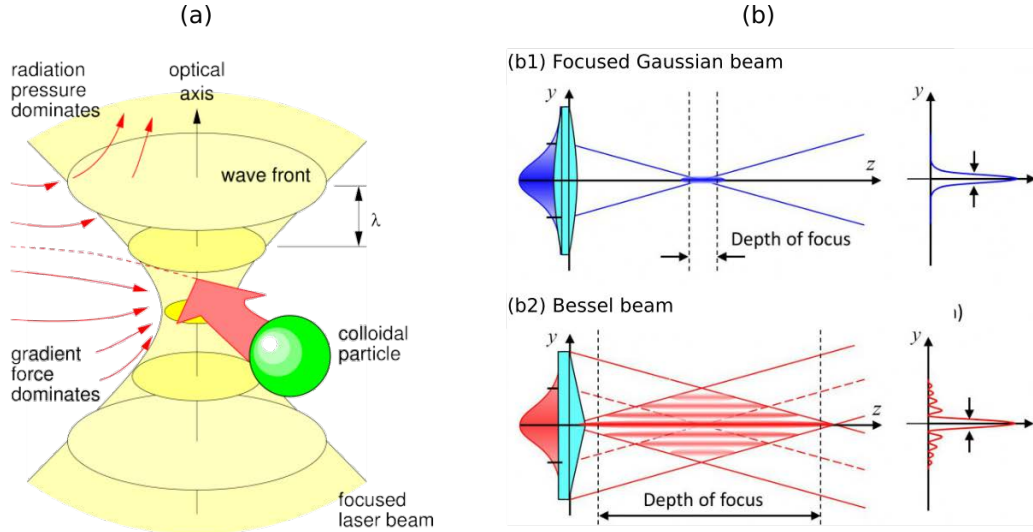 (a)
radiation
pressure
dominates
optical
axis
wave front
λ
colloidal
particle
gradient
force
dominates
focused
laser beam
(b)
(b1) Focused Gaussian beam
y
z
Depth of focus
y
(b2) Bessel beam
y
z
Depth of focus
)
y